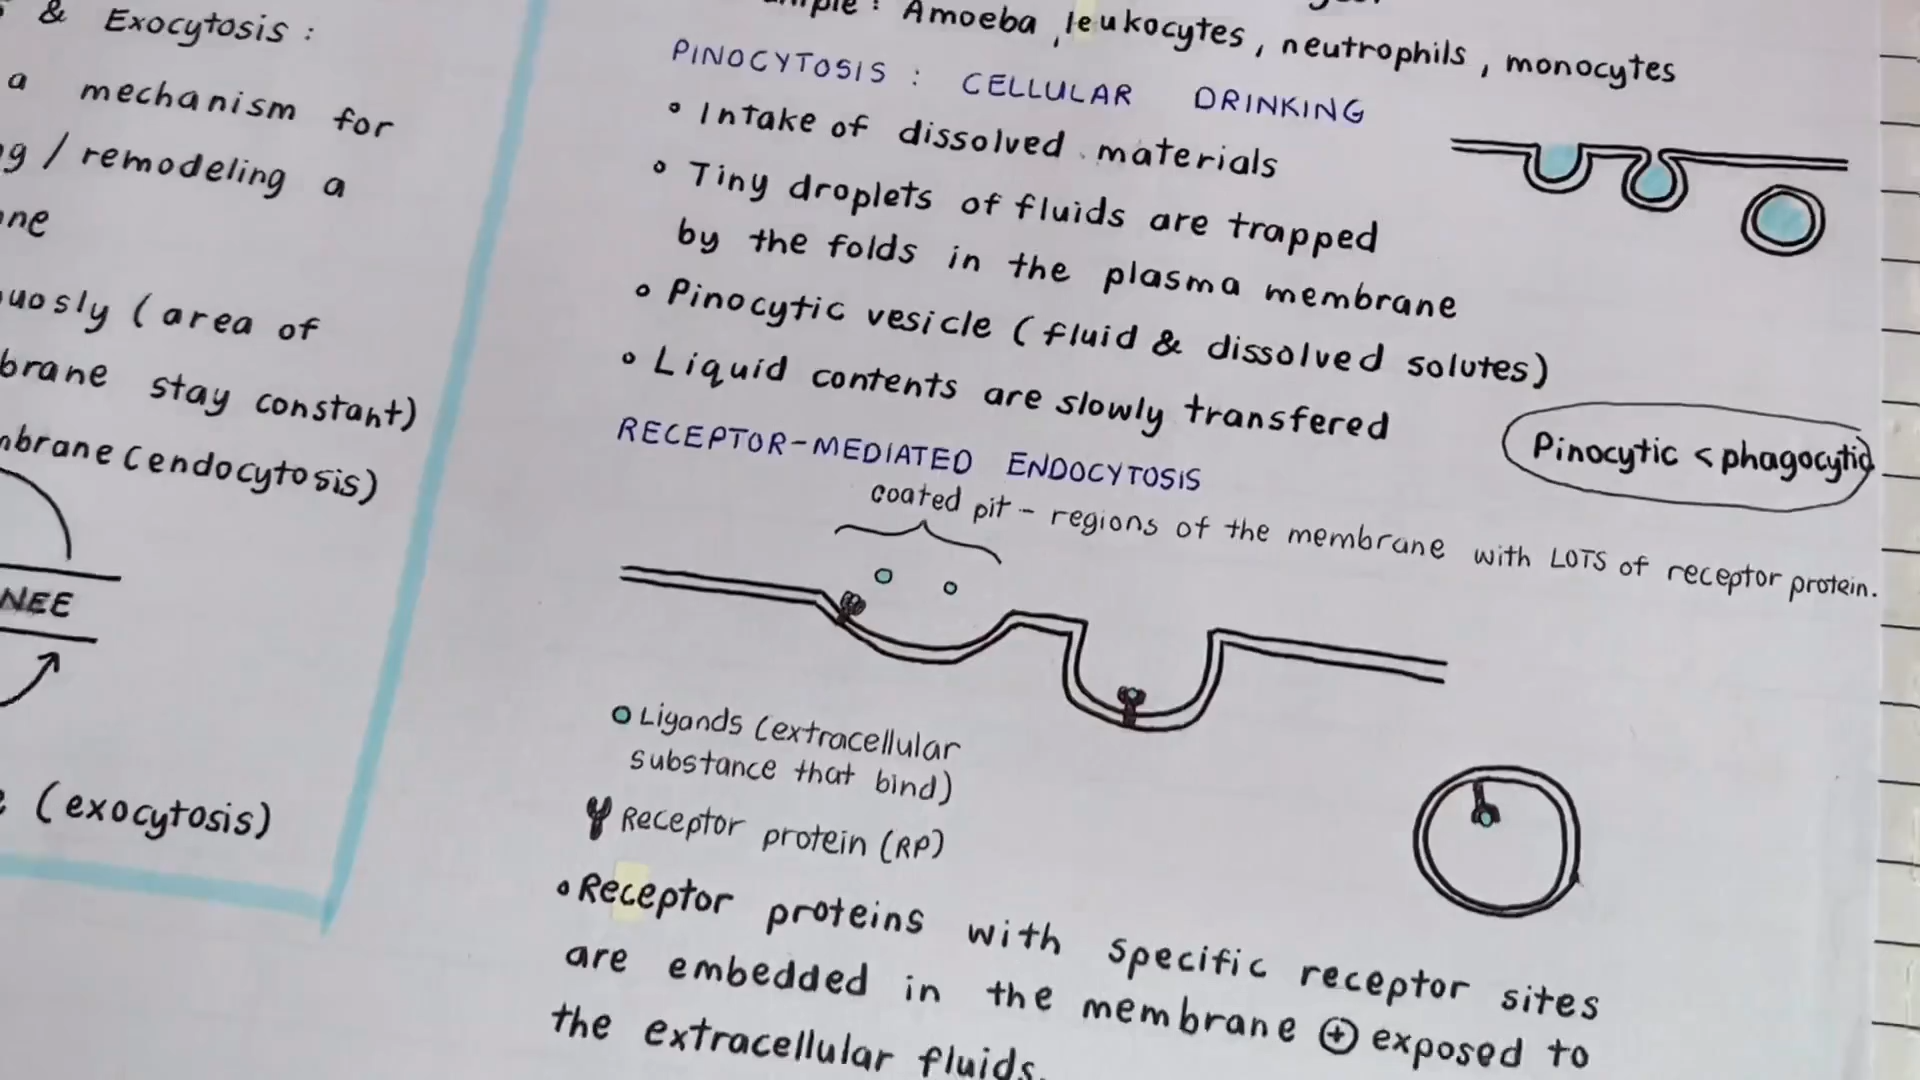 & Exocytosis :
a mechanism for
/ remodeling a
(area of
stay constant)
(endocytosis)
NEE
(exocytosis)
: Amoeba, leukocytes, neutrophils, monocytes
PINOCYTOSIS : CELLULAR DRINKING
• Intake of dissolved materials
• Tiny droplets of fluids are trapped
by the folds in the plasma membrane
• Pinocytic vesicle (fluid & dissolved solutes)
• Liquid contents are slowly transfered
Pinocytic < phagocytic
RECEPTOR-MEDIATED ENDOCYTOSIS
coated pit - regions of the membrane with LOTS of receptor protein.
Ligands (extracellular
substance that bind)
Receptor protein (RP)
• Receptor proteins with specific receptor sites
are embedded in the membrane ⊕ exposed to
the extracellular fluids.